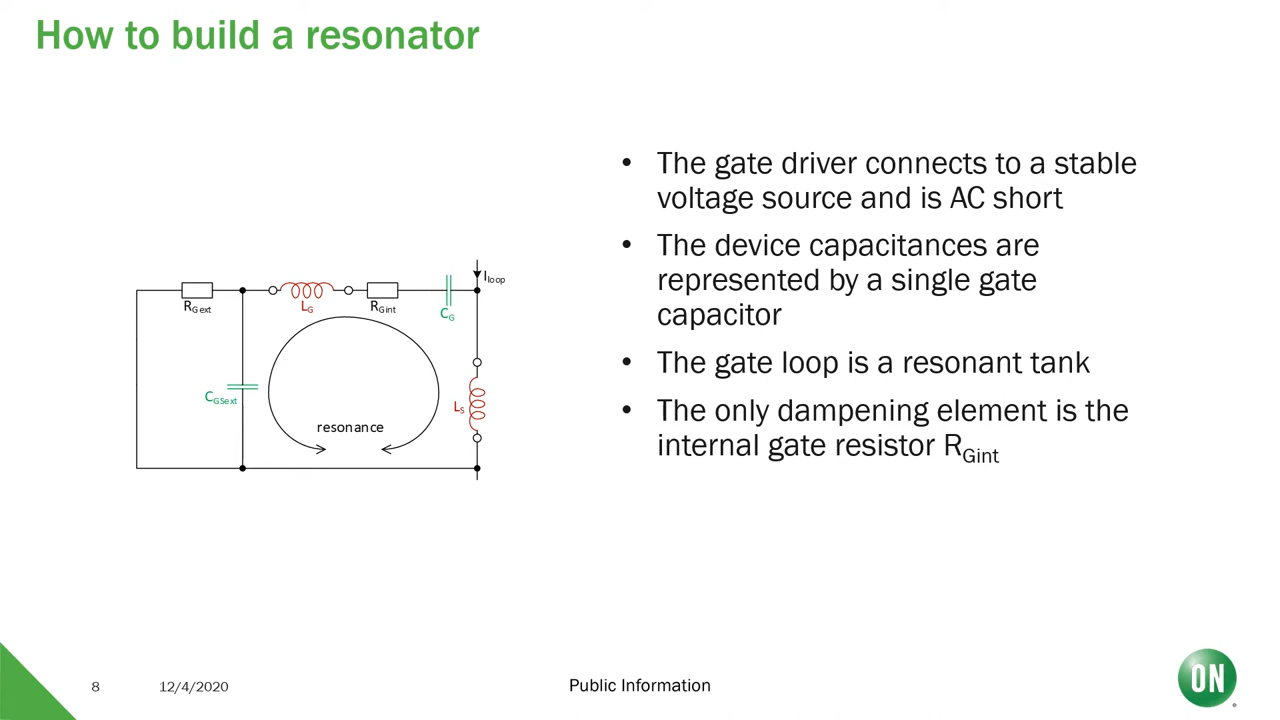 How to build a resonator
• The gate driver connects to a stable
voltage source and is AC short
• The device capacitances are
represented by a single gate
capacitor
• The gate loop is a resonant tank
• The only dampening element is the
internal gate resistor RGint
Iloop
RGext
LG
RGint
CG
CGSext
LS
resonance
8
12/4/2020
Public Information
ON
®